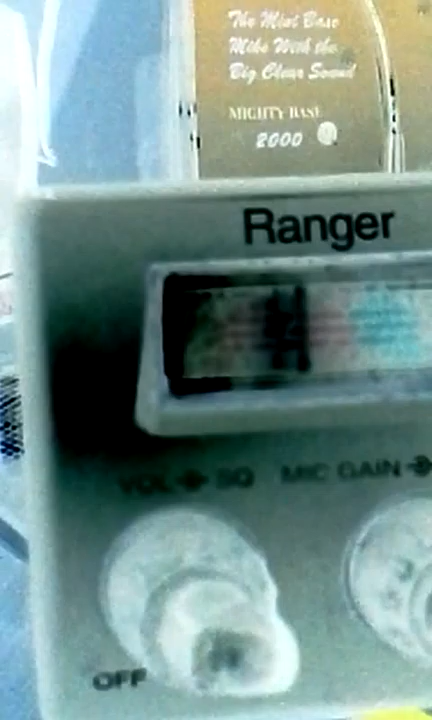 The Mini Base
Mike With the
Big Clear Sound
MIGHTY BASE
2000
Ranger
VOL SQ MIC GAIN
OFF